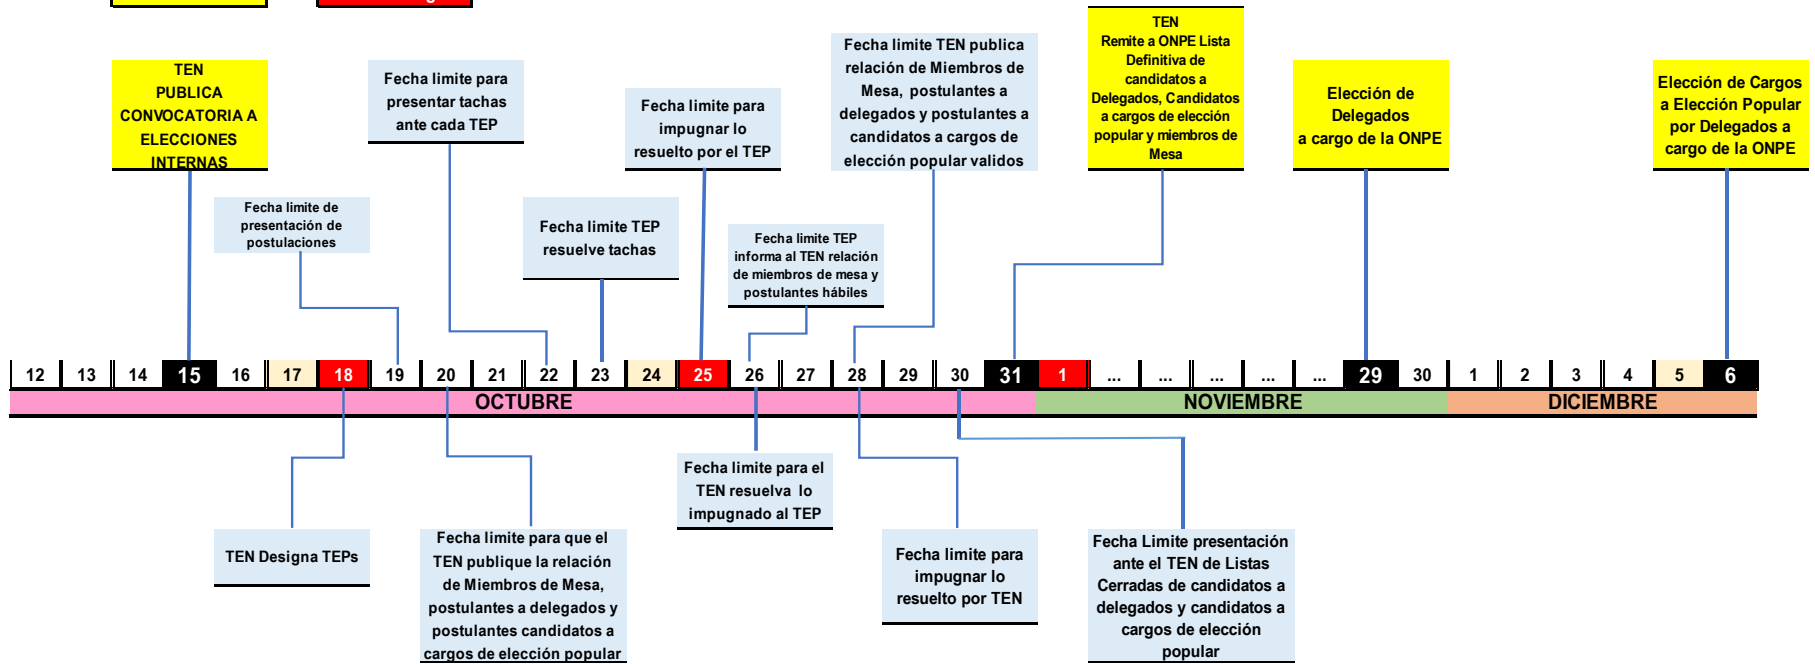 TEN
PUBLICA
CONVOCATORIA A
ELECCIONES
INTERNAS
Fecha limite para
presentar tachas
ante cada TEP
Fecha limite para
impugnar lo
resuelto por el TEP
Fecha limite TEN publica
relación de Miembros de
Mesa, postulantes a
delegados y postulantes a
candidatos a cargos de
elección popular validos
TEN
Remite a ONPE Lista
Definitiva de
candidatos a
Delegados, Candidatos
a cargos de elección
popular y miembros de
Mesa
Elección de
Delegados
a cargo de la ONPE
Elección de Cargos
a Elección Popular
por Delegados a
cargo de la ONPE
Fecha limite de
presentación de
postulaciones
Fecha limite TEP
resuelve tachas
Fecha limite TEP
informa al TEN relación
de miembros de mesa y
postulantes hábiles
12 13 14 15 16 17 18 19 20 21 22 23 24 25 26 27 28 29 30 31 1 ... ... ... ... ... 29 30 1 2 3 4 5 6
OCTUBRE NOVIEMBRE DICIEMBRE
TEN Designa TEPs
Fecha limite para que el
TEN publique la relación
de Miembros de Mesa,
postulantes a delegados y
postulantes candidatos a
cargos de elección popular
Fecha limite para el
TEN resuelva lo
impugnado al TEP
Fecha limite para
impugnar lo
resuelto por TEN
Fecha Limite presentación
ante el TEN de Listas
Cerradas de candidatos a
delegados y candidatos a
cargos de elección
popular